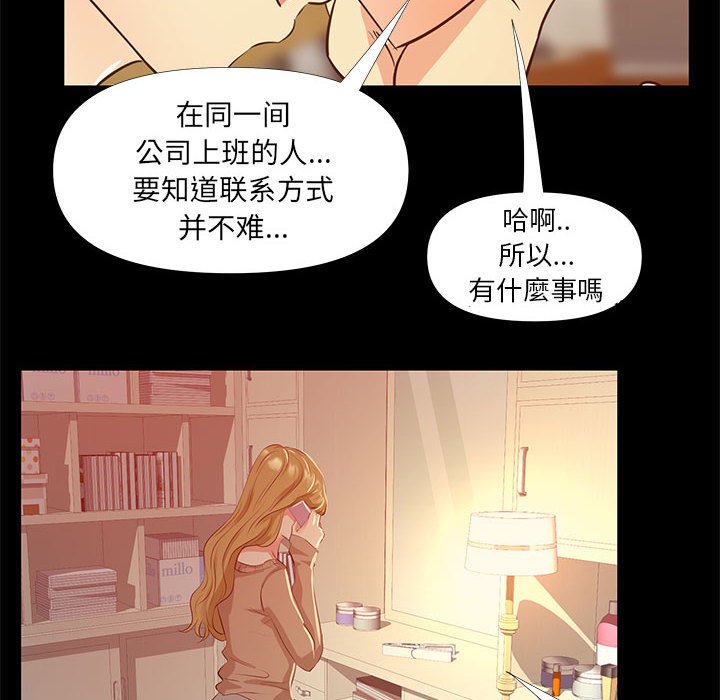 在同一间
公司上班的人...
要知道联系方式
并不难...
哈啊..
所以...
有什麼事嗎
millo
millo
millo